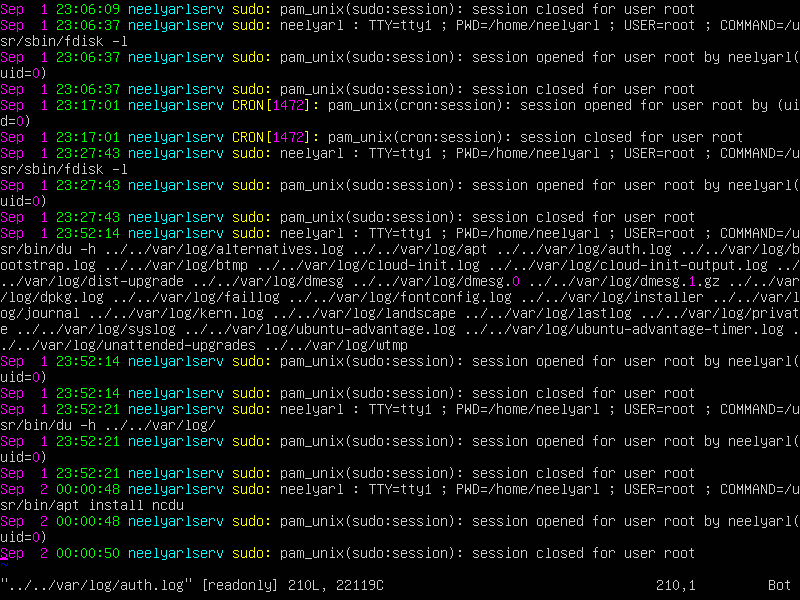 Sep  1 23:06:09 neelyarlserv sudo: pam_unix(sudo:session): session closed for user root
Sep  1 23:06:37 neelyarlserv sudo: neelyarl : TTY=tty1 ; PWD=/home/neelyarl ; USER=root ; COMMAND=/u
sr/sbin/fdisk -l
Sep  1 23:06:37 neelyarlserv sudo: pam_unix(sudo:session): session opened for user root by neelyarl(
uid=0)
Sep  1 23:06:37 neelyarlserv sudo: pam_unix(sudo:session): session closed for user root
Sep  1 23:17:01 neelyarlserv CRON[1472]: pam_unix(cron:session): session opened for user root by (ui
d=0)
Sep  1 23:17:01 neelyarlserv CRON[1472]: pam_unix(cron:session): session closed for user root
Sep  1 23:27:43 neelyarlserv sudo: neelyarl : TTY=tty1 ; PWD=/home/neelyarl ; USER=root ; COMMAND=/u
sr/sbin/fdisk -l
Sep  1 23:27:43 neelyarlserv sudo: pam_unix(sudo:session): session opened for user root by neelyarl(
uid=0)
Sep  1 23:27:43 neelyarlserv sudo: pam_unix(sudo:session): session closed for user root
Sep  1 23:52:14 neelyarlserv sudo: neelyarl : TTY=tty1 ; PWD=/home/neelyarl ; USER=root ; COMMAND=/u
sr/bin/du -h ../../var/log/alternatives.log ../../var/log/apt ../../var/log/auth.log ../../var/log/b
ootstrap.log ../../var/log/btmp ../../var/log/cloud-init.log ../../var/log/cloud-init-output.log ../
../var/log/dist-upgrade ../../var/log/dmesg ../../var/log/dmesg.0 ../../var/log/dmesg.1.gz ../../var
/log/dpkg.log ../../var/log/faillog ../../var/log/fontconfig.log ../../var/log/installer ../../var/l
og/journal ../../var/log/kern.log ../../var/log/landscape ../../var/log/lastlog ../../var/log/privat
e ../../var/log/syslog ../../var/log/ubuntu-advantage.log ../../var/log/ubuntu-advantage-timer.log .
./../var/log/unattended-upgrades ../../var/log/wtmp
Sep  1 23:52:14 neelyarlserv sudo: pam_unix(sudo:session): session opened for user root by neelyarl(
uid=0)
Sep  1 23:52:14 neelyarlserv sudo: pam_unix(sudo:session): session closed for user root
Sep  1 23:52:21 neelyarlserv sudo: neelyarl : TTY=tty1 ; PWD=/home/neelyarl ; USER=root ; COMMAND=/u
sr/bin/du -h ../../var/log/
Sep  1 23:52:21 neelyarlserv sudo: pam_unix(sudo:session): session opened for user root by neelyarl(
uid=0)
Sep  1 23:52:21 neelyarlserv sudo: pam_unix(sudo:session): session closed for user root
Sep  2 00:00:48 neelyarlserv sudo: neelyarl : TTY=tty1 ; PWD=/home/neelyarl ; USER=root ; COMMAND=/u
sr/bin/apt install ncdu
Sep  2 00:00:48 neelyarlserv sudo: pam_unix(sudo:session): session opened for user root by neelyarl(
uid=0)
Sep  2 00:00:50 neelyarlserv sudo: pam_unix(sudo:session): session closed for user root
~
"../../var/log/auth.log" [readonly] 210L, 22119C 210,1 Bot